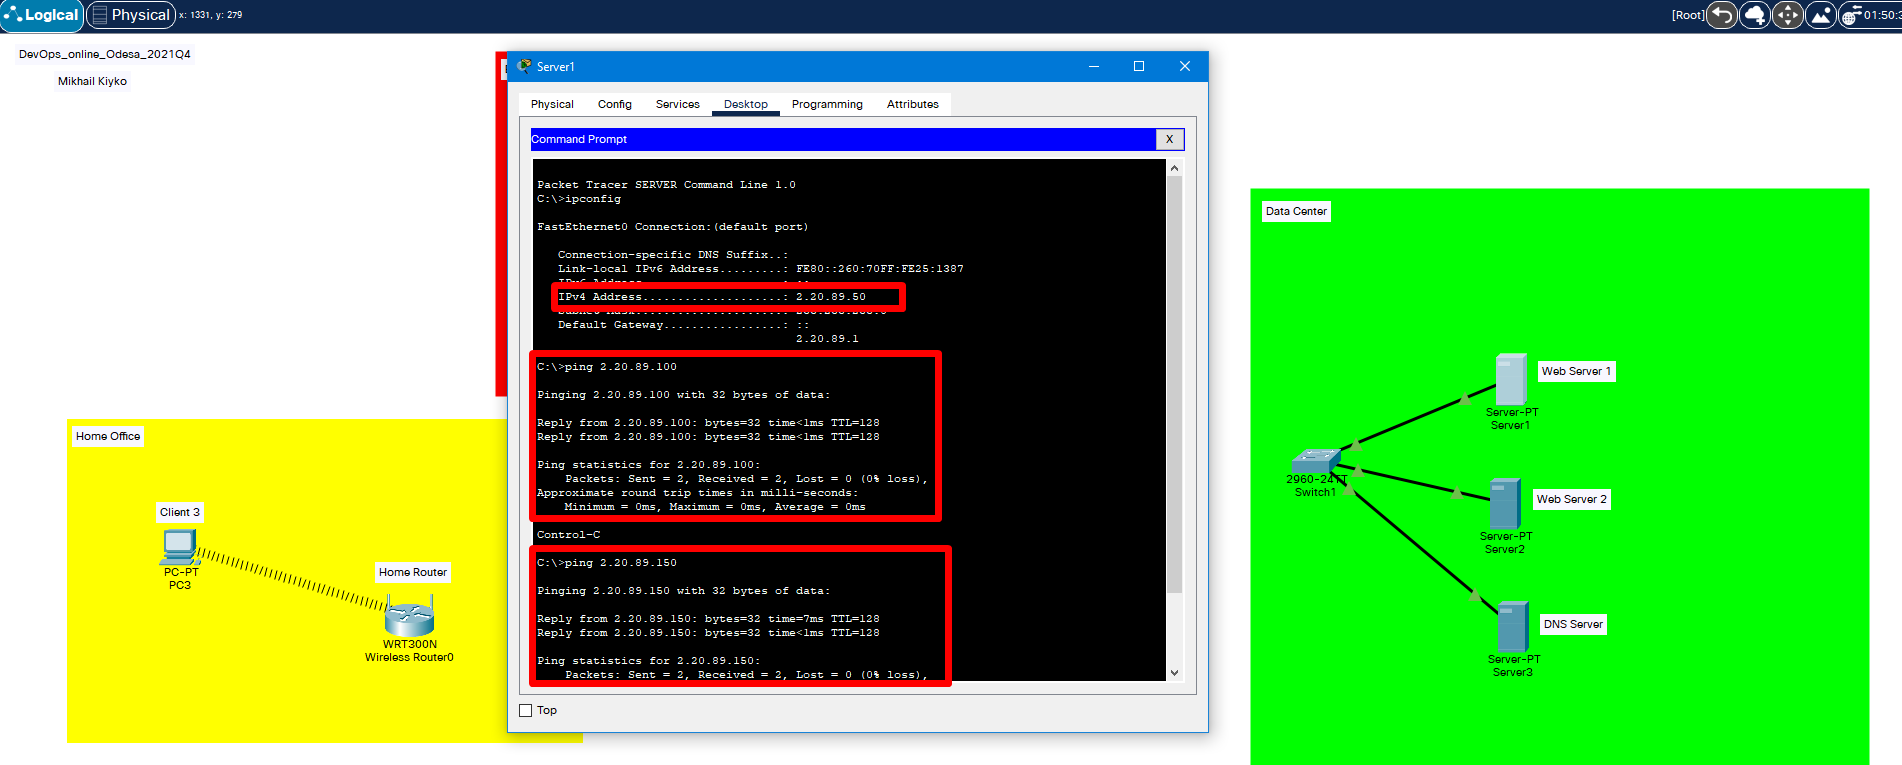 Logical
Physical
x: 1331, y: 279
[Root]
01:50:3
DevOps_online_Odesa_2021Q4
Mikhail Kiyko
Server1
Physical
Config
Services
Desktop
Programming
Attributes
Command Prompt
X
Packet Tracer SERVER Command Line 1.0
C:\>ipconfig
FastEthernet0 Connection:(default port)
Connection-specific DNS Suffix..:
Link-local IPv6 Address.........: FE80::260:70FF:FE25:1387
IPv6 Address....................: ::
IPv4 Address....................: 2.20.89.50
Subnet Mask.....................: 255.255.255.0
Default Gateway.................: ::
2.20.89.1
C:\>ping 2.20.89.100
Pinging 2.20.89.100 with 32 bytes of data:
Reply from 2.20.89.100: bytes=32 time<1ms TTL=128
Reply from 2.20.89.100: bytes=32 time<1ms TTL=128
Ping statistics for 2.20.89.100:
Packets: Sent = 2, Received = 2, Lost = 0 (0% loss),
Approximate round trip times in milli-seconds:
Minimum = 0ms, Maximum = 0ms, Average = 0ms
Control-C
C:\>ping 2.20.89.150
Pinging 2.20.89.150 with 32 bytes of data:
Reply from 2.20.89.150: bytes=32 time=7ms TTL=128
Reply from 2.20.89.150: bytes=32 time<1ms TTL=128
Ping statistics for 2.20.89.150:
Packets: Sent = 2, Received = 2, Lost = 0 (0% loss),
Top
Home Office
Client 3
PC-PT
PC3
Home Router
WRT300N
Wireless Router0
Data Center
Web Server 1
Server-PT
Server1
2960-24TT
Switch1
Web Server 2
Server-PT
Server2
DNS Server
Server-PT
Server3